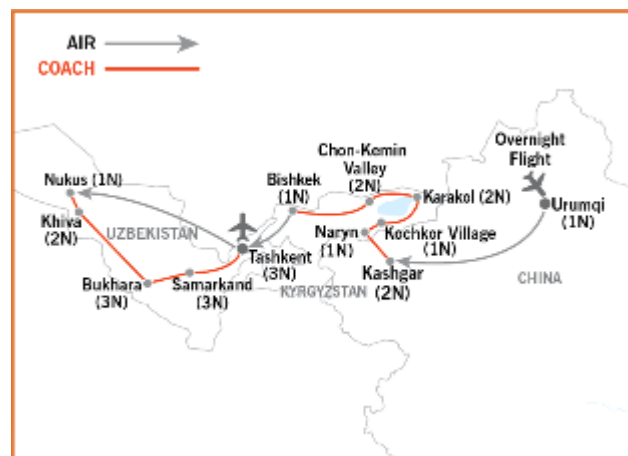 AIR
COACH
Overnight
Flight
Chon-Kemin
Valley
(2N)
Bishkek
(1N)
Nukus (1N)
Karakol (2N)
Urumqi
(1N)
Khiva
(2N)
UZBEKISTAN
Naryn
(1N)
Kochkor Village
(1N)
Tashkent
(3N)
Kashgar
(2N)
CHINA
Bukhara
(3N)
Samarkand
(3N)
KYRGYZSTAN